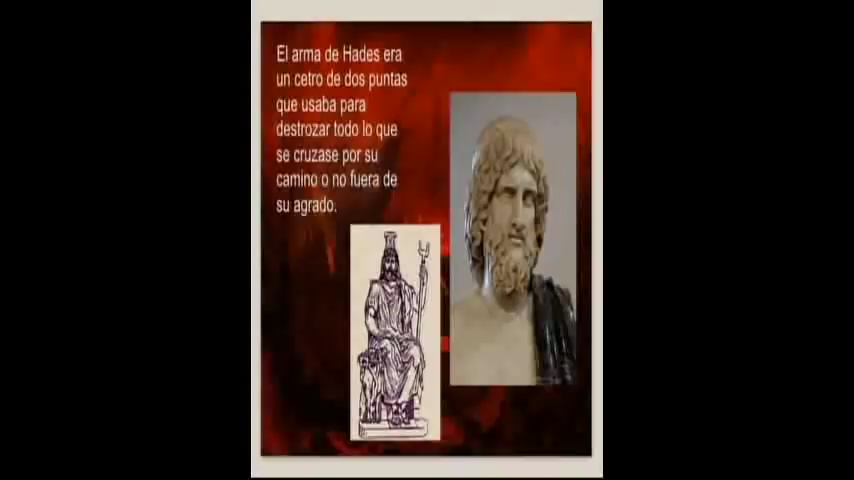 El arma de Hades era
un cetro de dos puntas
que usaba para
destrozar todo lo que
se cruzase por su
camino o no fuera de
su agrado.